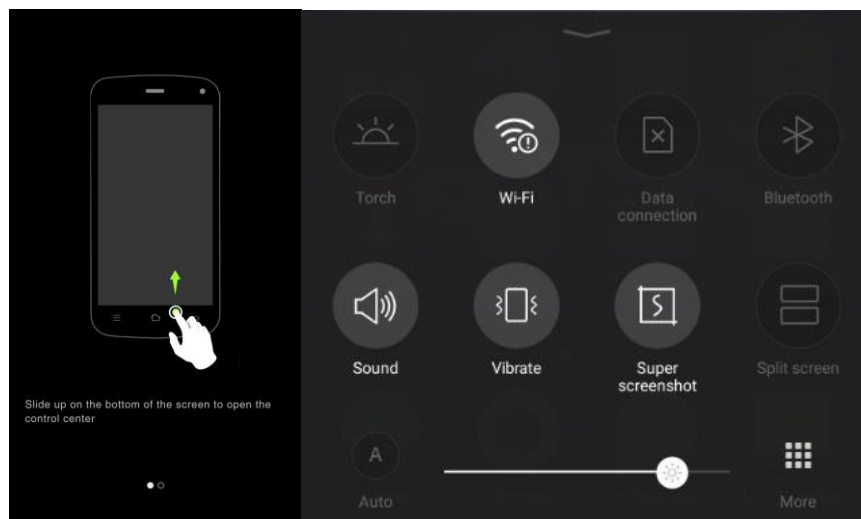 Slide up on the bottom of the screen to open the
control center
Torch
Wi-Fi
Data
connection
Bluetooth
Sound
Vibrate
Super
screenshot
Split screen
A
Auto
More